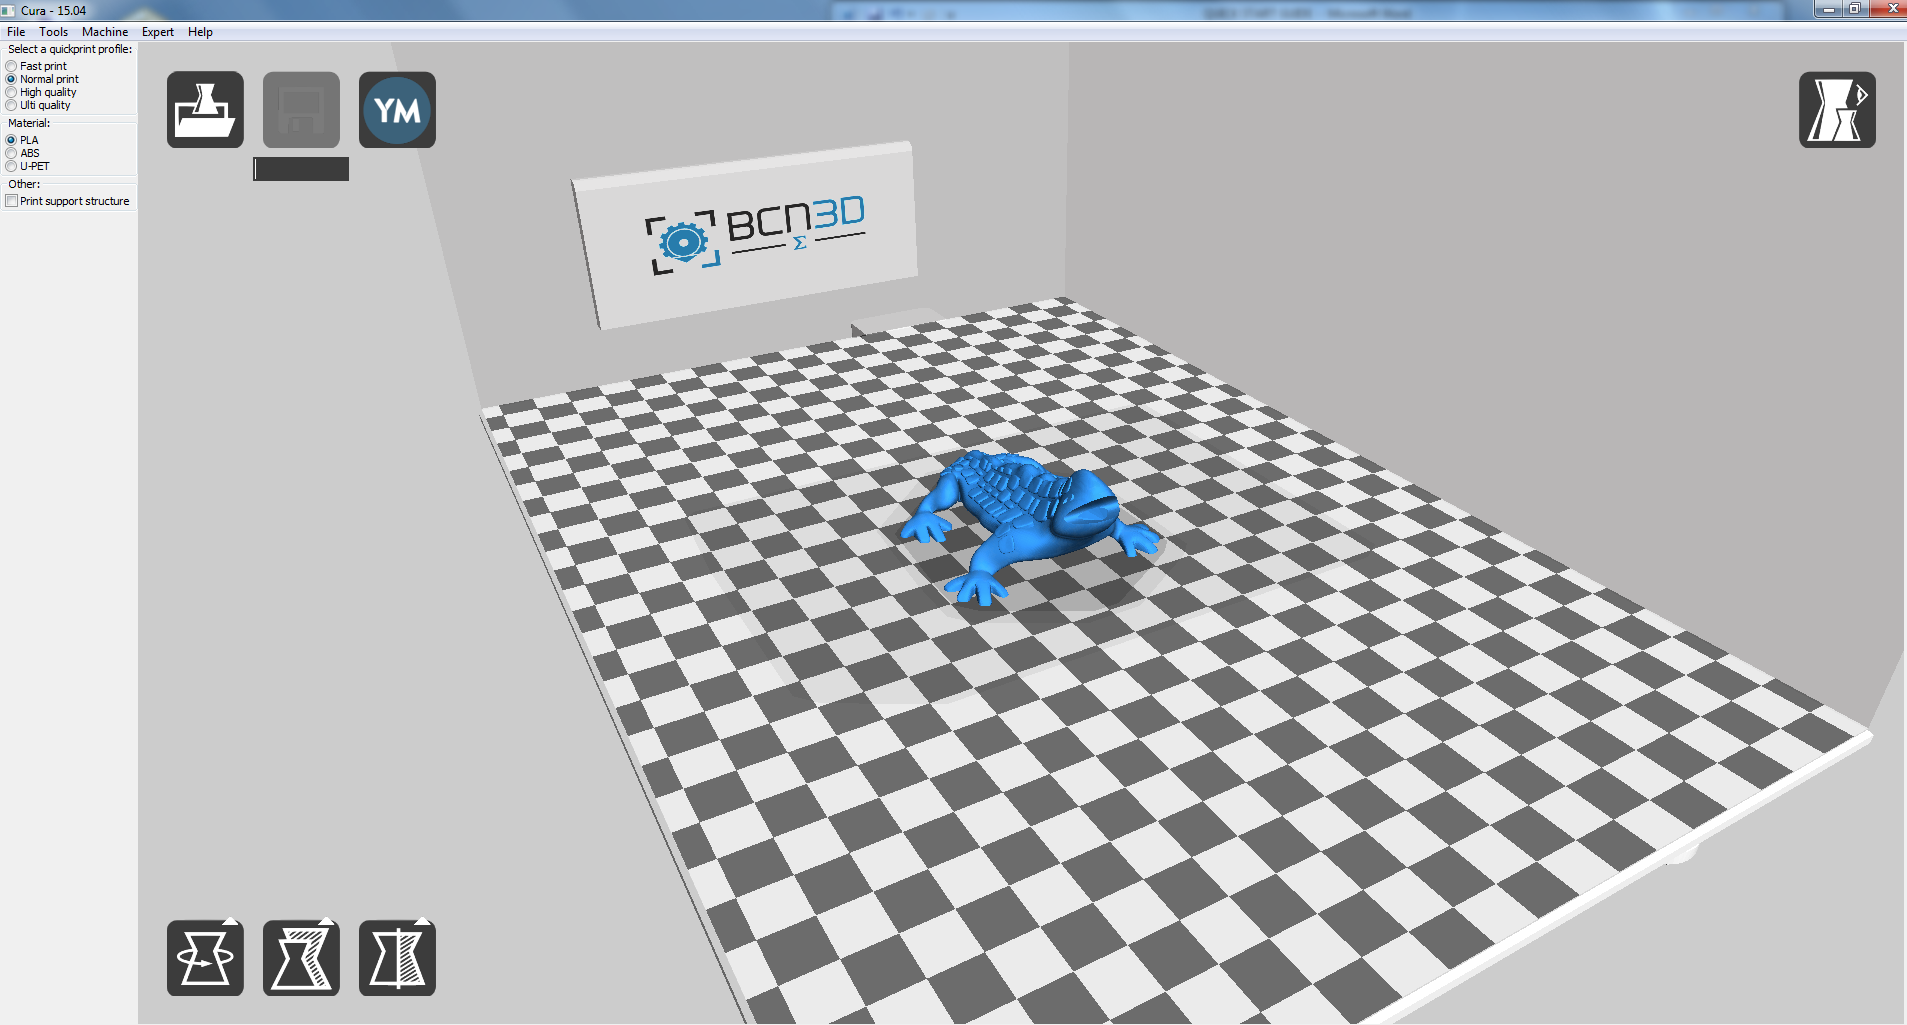 Cura - 15.04
File Tools Machine Expert Help
Select a quickprint profile:
Fast print
Normal print
High quality
Ulti quality
Material:
PLA
ABS
U-PET
Other:
Print support structure
YM
BCN3D
Σ